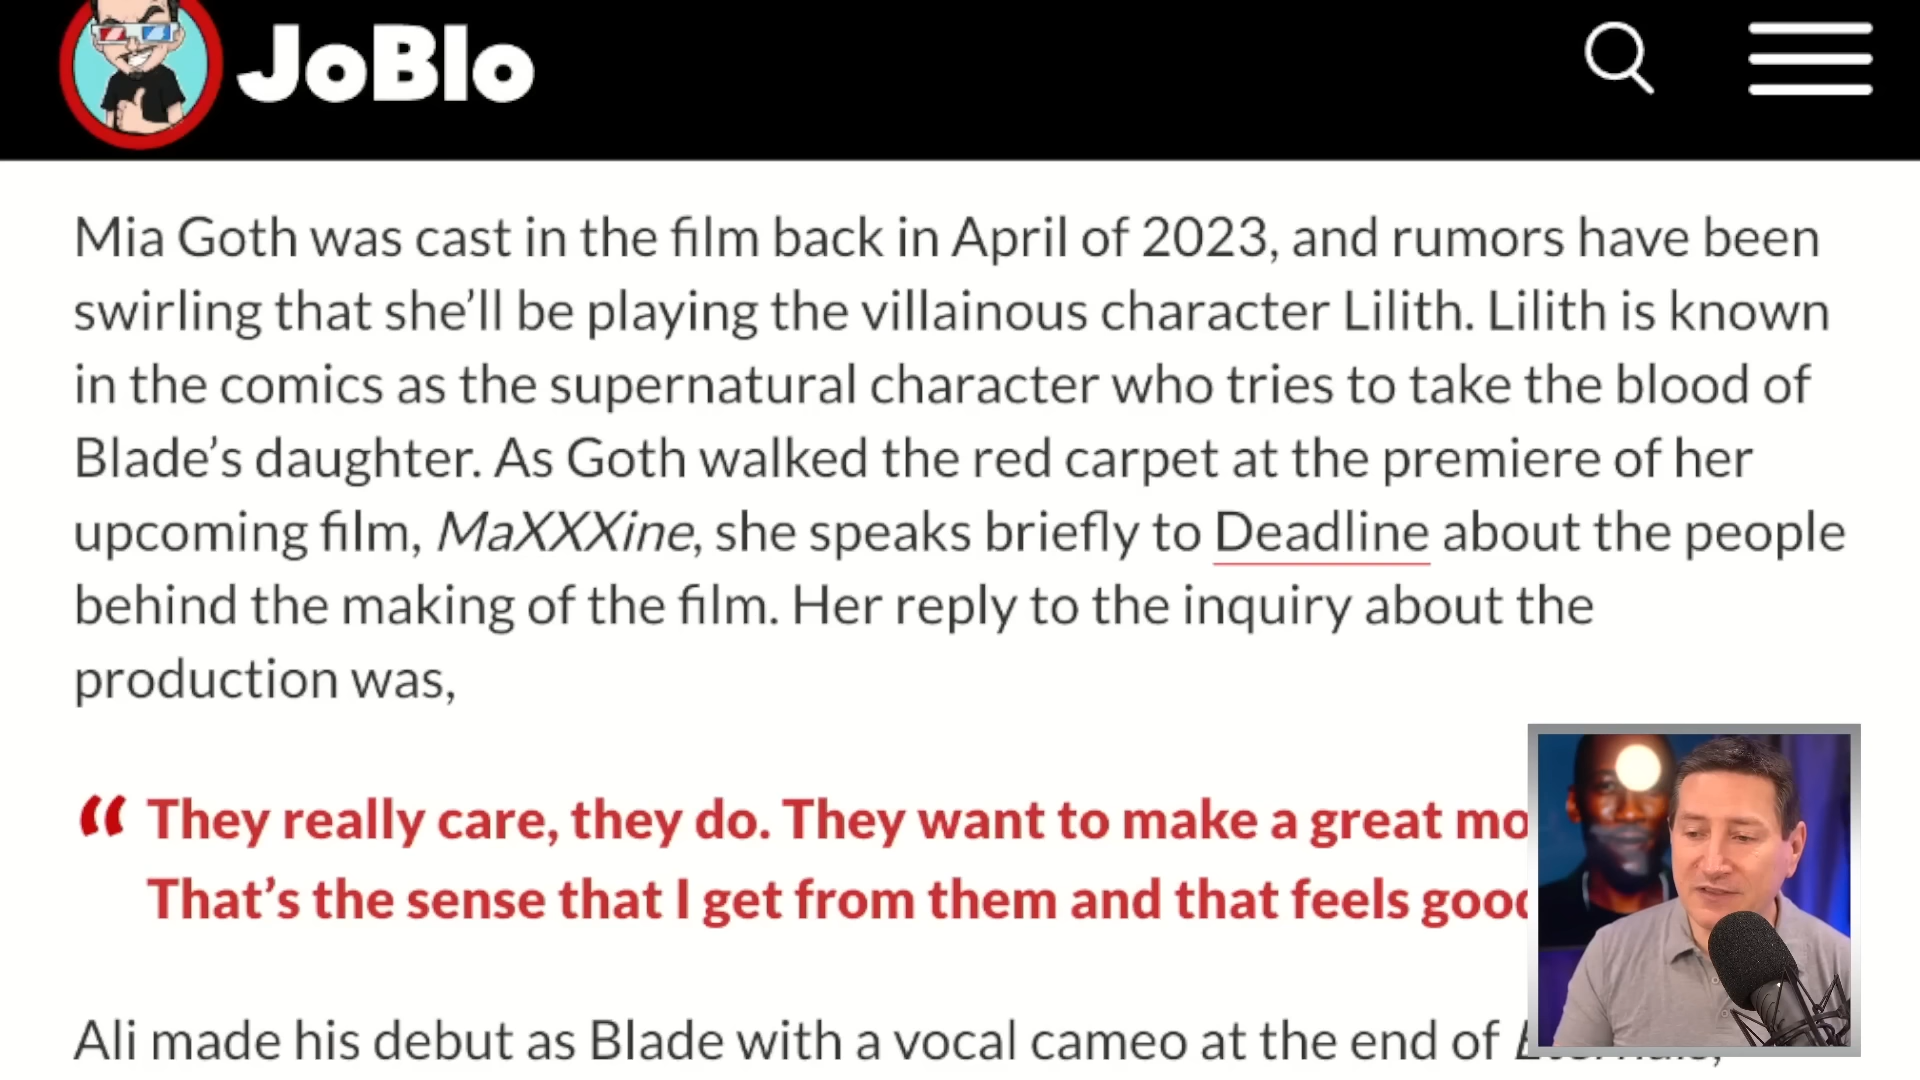 JoBlo
Mia Goth was cast in the film back in April of 2023, and rumors have been
swirling that she’ll be playing the villainous character Lilith. Lilith is known
in the comics as the supernatural character who tries to take the blood of
Blade’s daughter. As Goth walked the red carpet at the premiere of her
upcoming film, MaXXXine, she speaks briefly to Deadline about the people
behind the making of the film. Her reply to the inquiry about the
production was,
“ They really care, they do. They want to make a great
That’s the sense that I get from them and that feels
Ali made his debut as Blade with a vocal cameo at the end of